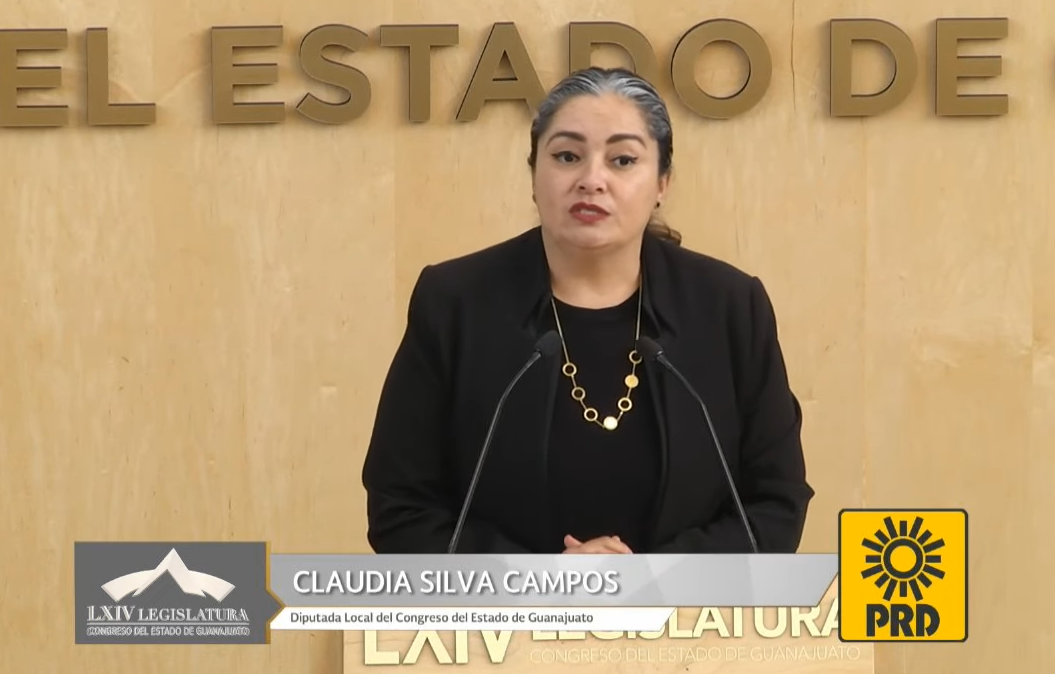 EL ESTADO DE
CLAUDIA SILVA CAMPOS
Diputada Local del Congreso del Estado de Guanajuato
LXIV LEGISLATURA
CONGRESO DEL ESTADO DE GUANAJUATO
PRD
LXIV LEGISLATURA
CONGRESO DEL ESTADO DE GUANAJUATO